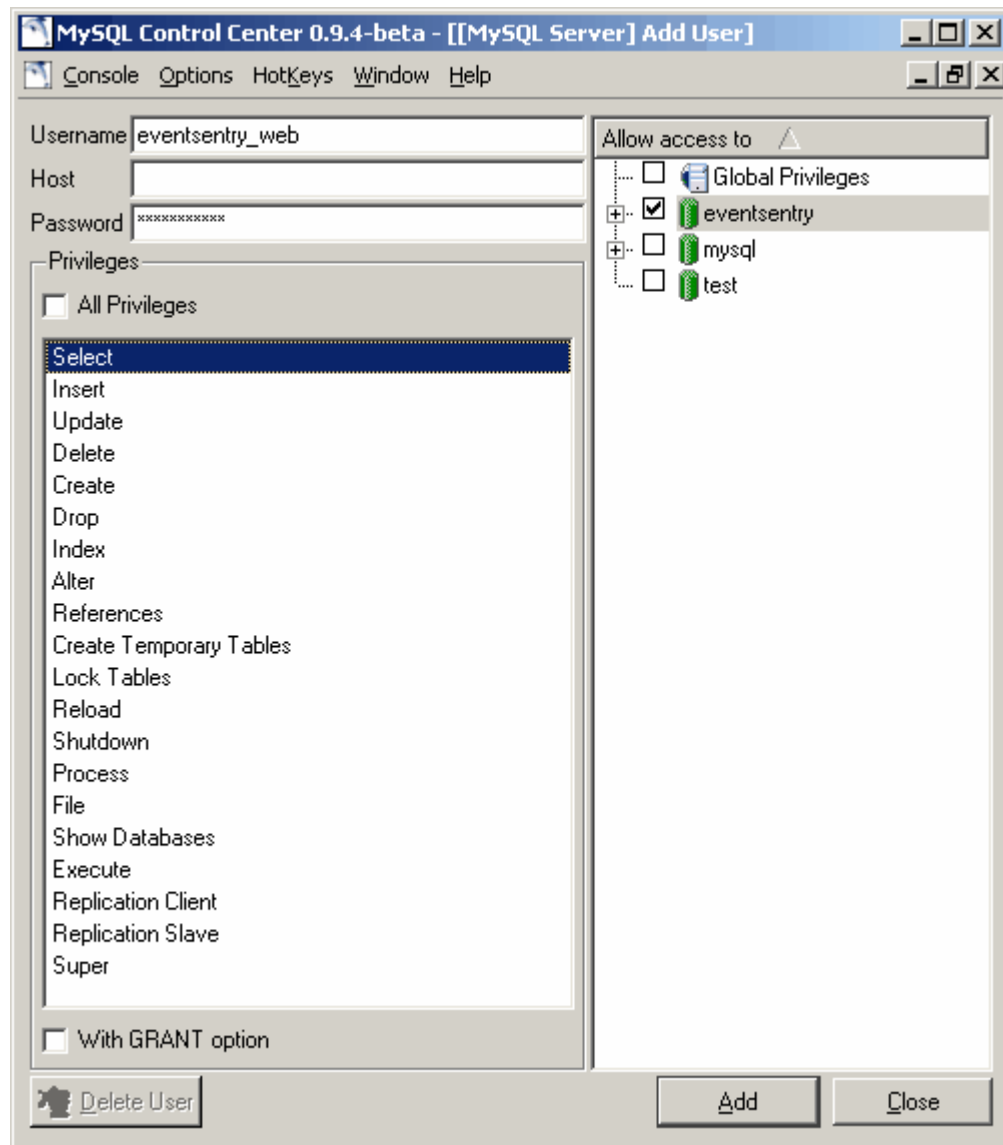 MySQL Control Center 0.9.4-beta - [[MySQL Server] Add User]
Console Options HotKeys Window Help
Username eventsentry_web
Host
Password ***********
Privileges
All Privileges
Select
Insert
Update
Delete
Create
Drop
Index
Alter
References
Create Temporary Tables
Lock Tables
Reload
Shutdown
Process
File
Show Databases
Execute
Replication Client
Replication Slave
Super
With GRANT option
Allow access to
Global Privileges
eventsentry
mysql
test
Delete User
Add
Close